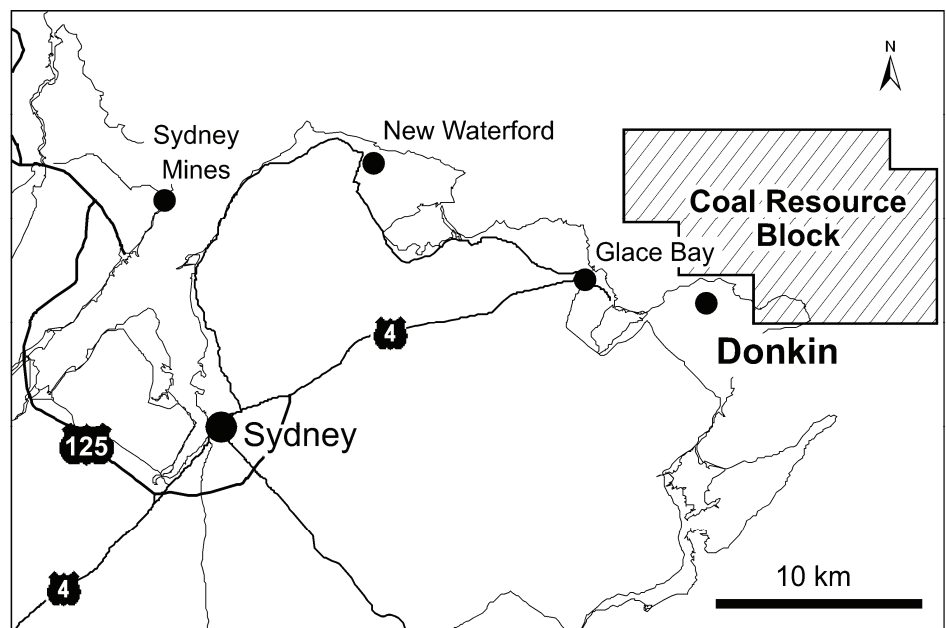 N
New Waterford
Sydney
Mines
Coal Resource
Block
Glace Bay
4
Donkin
Sydney
125
10 km
4